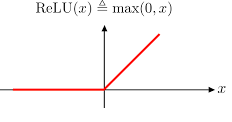 ReLU(x) ≜ max(0, x)
x